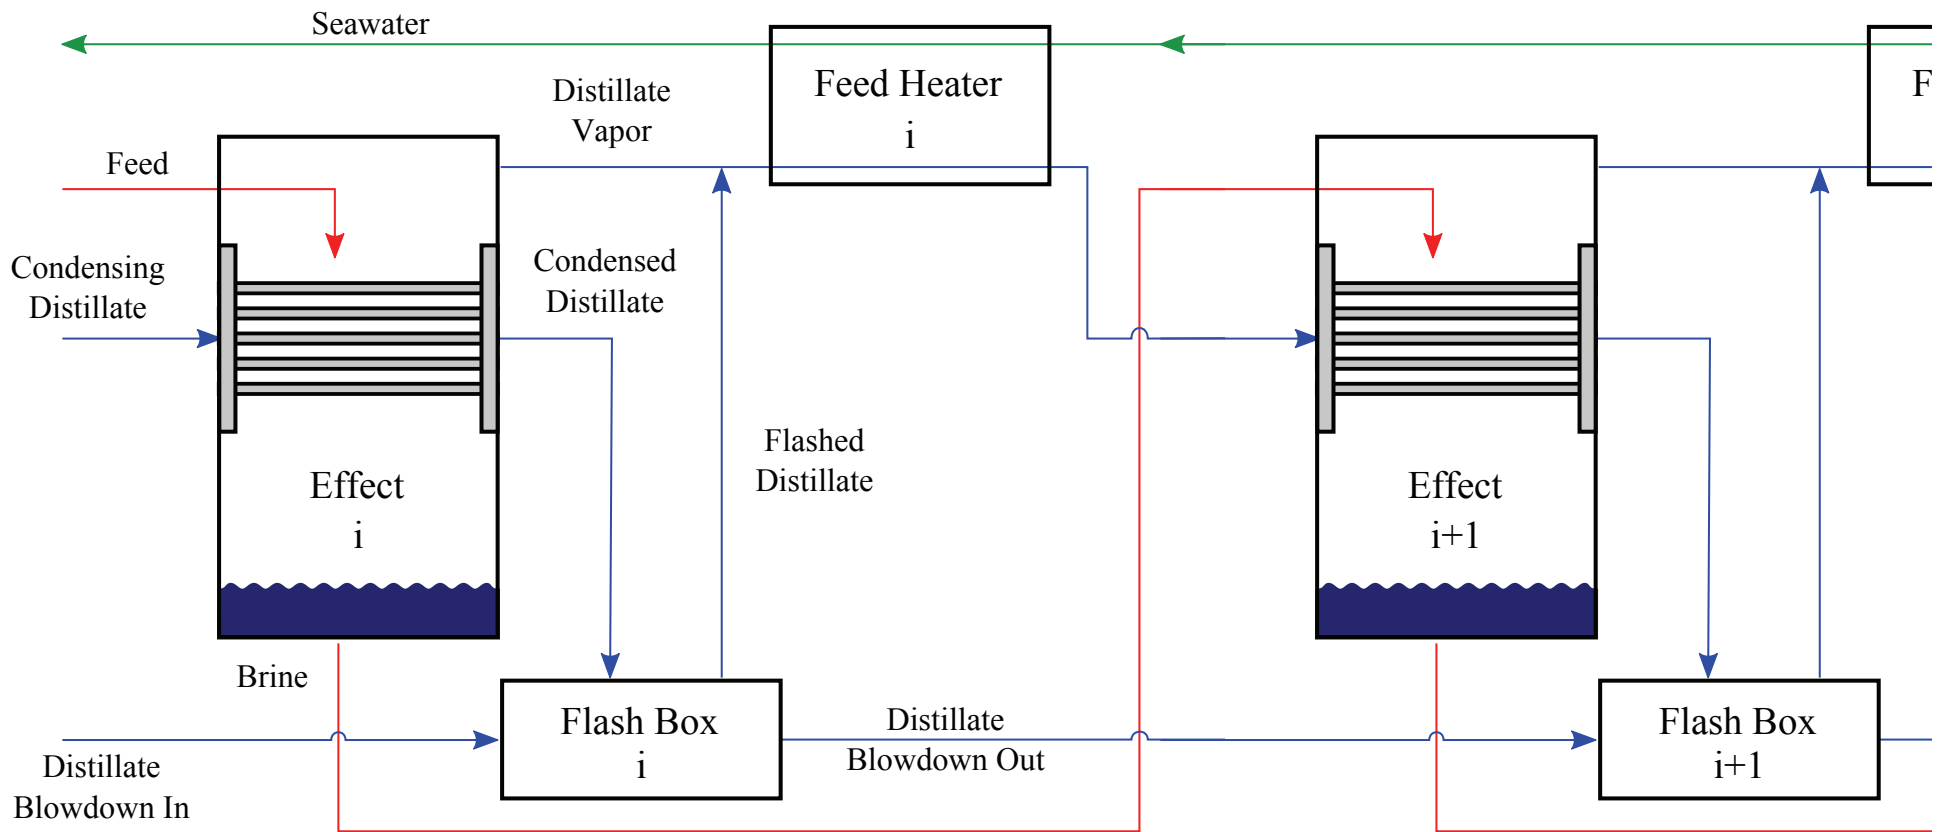 Seawater
Feed Heater
i
F
Distillate
Vapor
Feed
Condensing
Distillate
Condensed
Distillate
Flashed
Distillate
Effect
i
Effect
i+1
Brine
Flash Box
i
Distillate
Blowdown Out
Flash Box
i+1
Distillate
Blowdown In